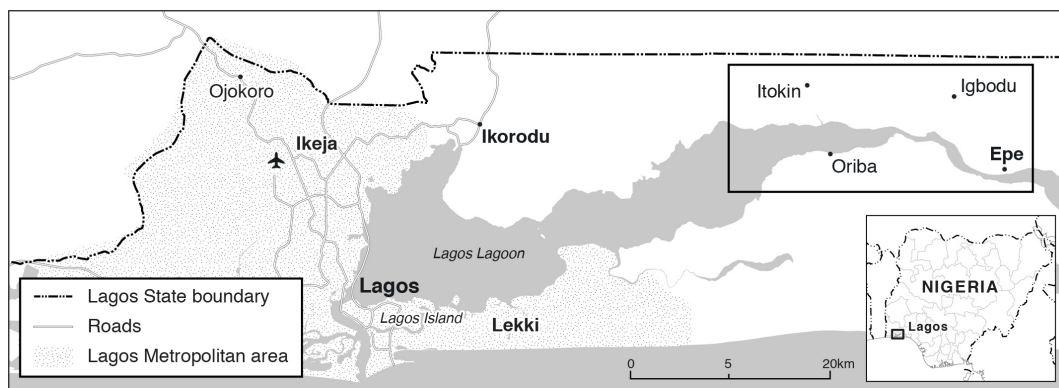 Ojokoro
Ikeja
Ikorodu
Itokin
Igbodu
Oriba
Epe
Lagos Lagoon
Lagos
Lagos Island
Lekki
Lagos State boundary
Roads
Lagos Metropolitan area
0 5 20km
NIGERIA
Lagos